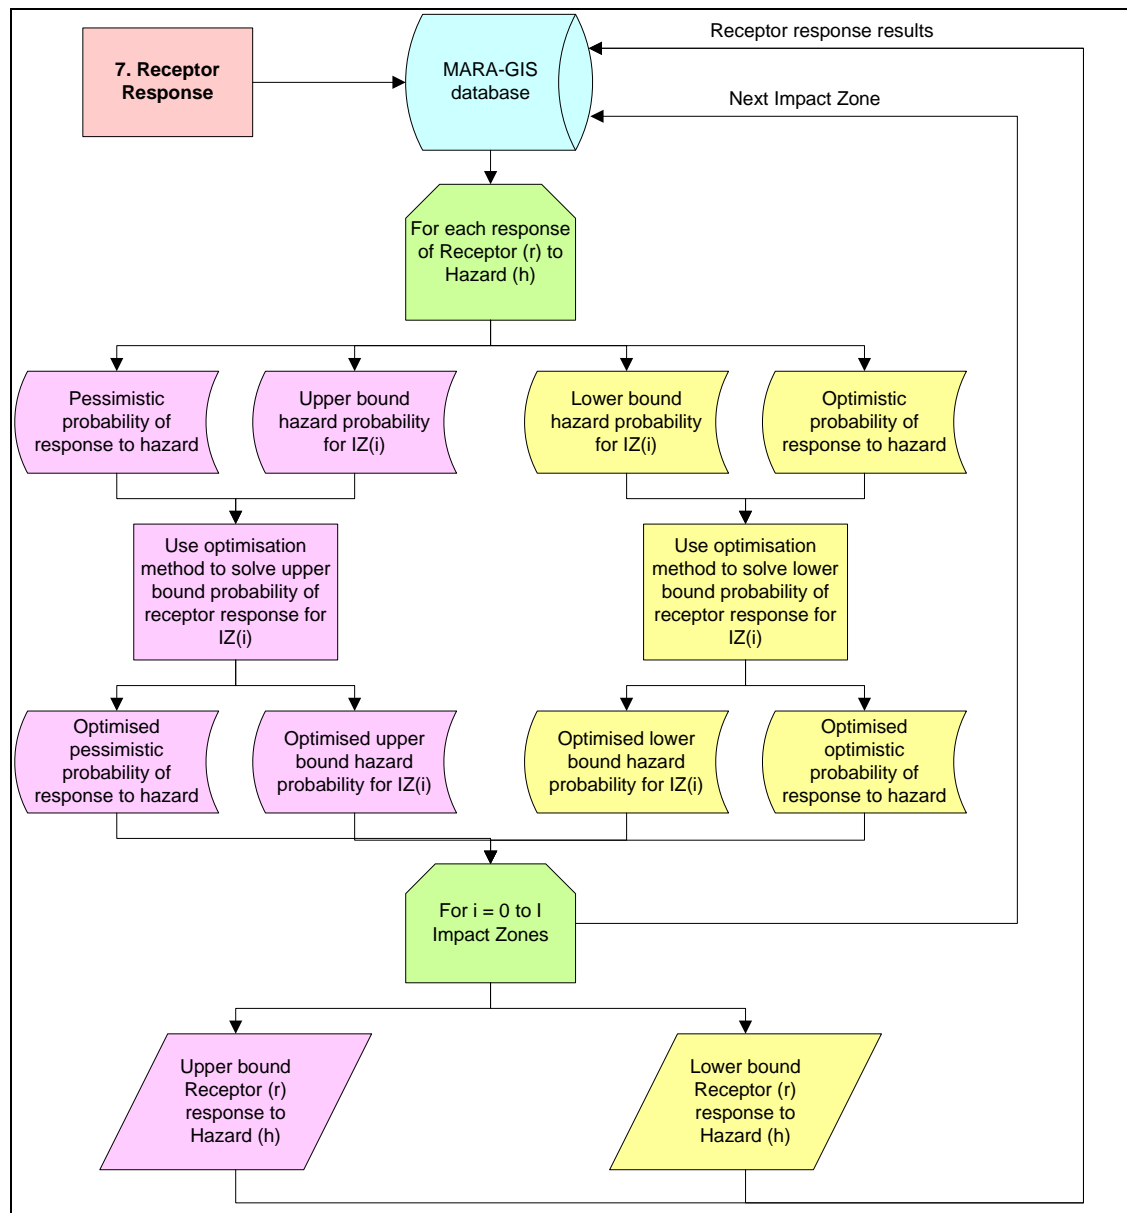 Receptor response results
7. Receptor
Response
MARA-GIS
database
Next Impact Zone
For each response
of Receptor (r) to
Hazard (h)
Pessimistic
probability of
response to hazard
Upper bound
hazard probability
for IZ(i)
Lower bound
hazard probability
for IZ(i)
Optimistic
probability of
response to hazard
Use optimisation
method to solve upper
bound probability of
receptor response for
IZ(i)
Use optimisation
method to solve lower
bound probability of
receptor response for
IZ(i)
Optimised
pessimistic
probability of
response to hazard
Optimised upper
bound hazard
probability for IZ(i)
Optimised lower
bound hazard
probability for IZ(i)
Optimised
optimistic
probability of
response to hazard
For i = 0 to I
Impact Zones
Upper bound
Receptor (r)
response to
Hazard (h)
Lower bound
Receptor (r)
response to
Hazard (h)